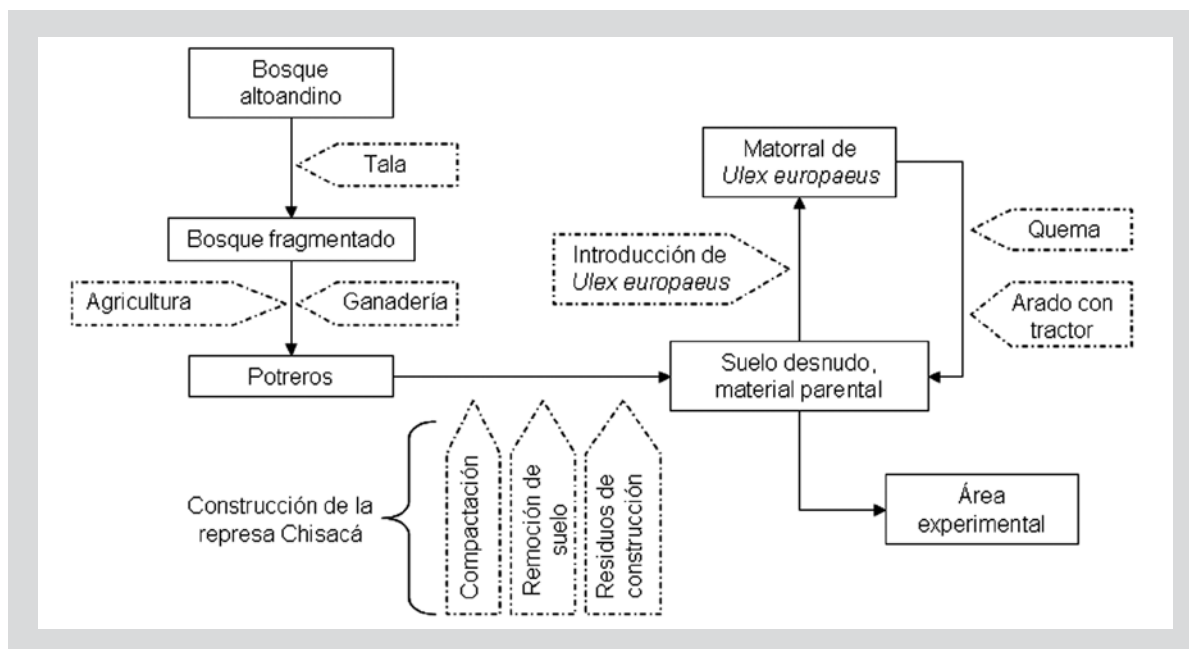 Bosque
altoandino
Tala
Bosque fragmentado
Agricultura
Ganadería
Potreros
Construcción de la
represa Chisacá
Compactación
Remoción de
suelo
Residuos de
construcción
Matorral de
Ulex europaeus
Introducción de
Ulex europaeus
Quema
Arado con
tractor
Suelo desnudo,
material parental
Área
experimental